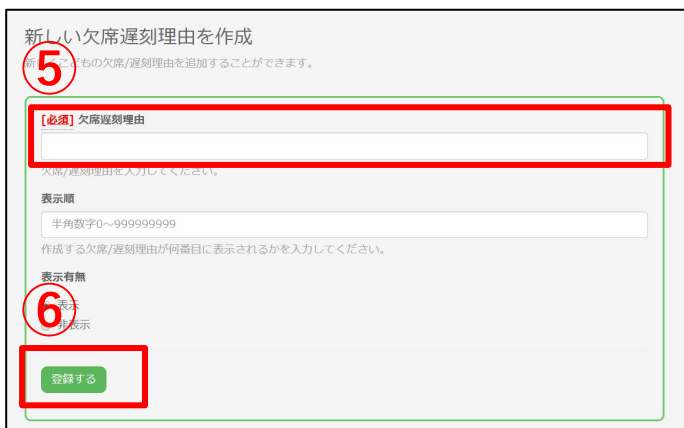 新しい欠席遅刻理由を作成
⑤
こどもの欠席/遅刻理由を追加することができます。
[必須] 欠席遅刻理由
欠席/遅刻理由を入力してください。
表示順
半角数字0〜999999999
作成する欠席/遅刻理由が何番目に表示されるかを入力してください。
表示有無
⑥
表示
非表示
登録する